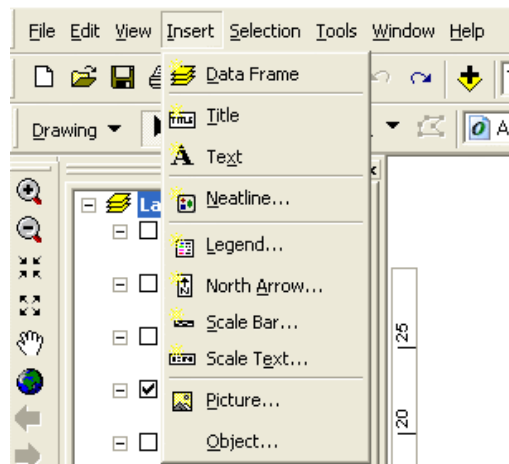 File Edit View Insert Selection Tools Window Help
Data Frame
Title
Drawing
Text
La
Neatline...
Legend...
North Arrow...
Scale Bar...
25
Scale Text...
Picture...
20
Object...